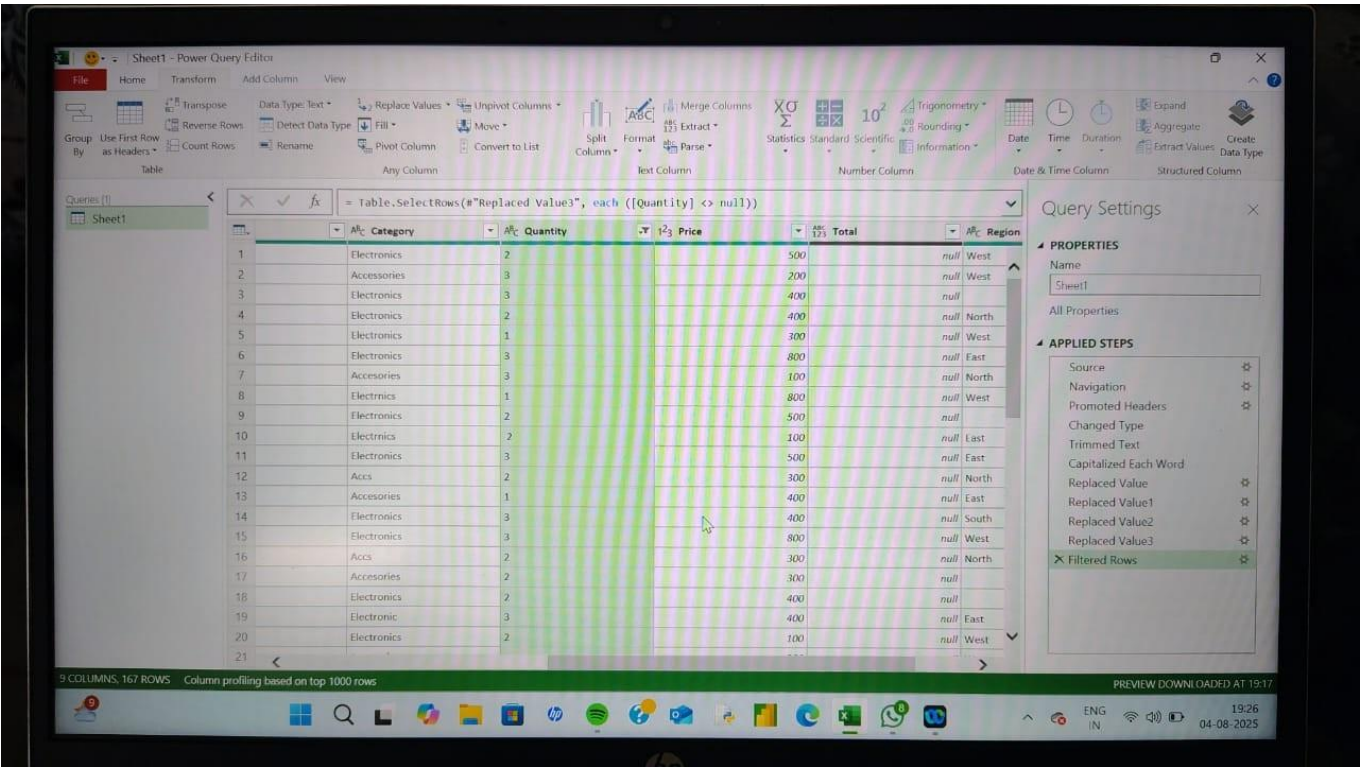 Sheet1 - Power Query Editor
File Home Transform Add Column View
Group By
Use First Row as Headers
Transpose
Reverse Rows
Count Rows
Table
Data Type: Text
Detect Data Type
Rename
Replace Values
Fill
Pivot Column
Unpivot Columns
Move
Convert to List
Any Column
Split Column
Format
Merge Columns
Extract
Parse
Text Column
Statistics
Standard
Scientific
Trigonometry
Rounding
Information
Number Column
Date
Time
Duration
Date & Time Column
Expand
Aggregate
Extract Values
Create Data Type
Structured Column
Queries [1]
Sheet1
fx = Table.SelectRows(#"Replaced Value3", each ([Quantity] <> null))
Category Quantity Price Total Region
1 Electronics 2 500 null West
2 Accessories 3 200 null West
3 Electronics 3 400 null
4 Electronics 2 400 null North
5 Electronics 1 300 null West
6 Electronics 3 800 null East
7 Accesories 3 100 null North
8 Electrnics 1 800 null West
9 Electronics 2 500 null
10 Electrnics 2 100 null East
11 Electronics 3 500 null East
12 Accs 2 300 null North
13 Accesories 1 400 null East
14 Electronics 3 400 null South
15 Electronics 3 800 null West
16 Accs 2 300 null North
17 Accesories 2 300 null
18 Electronics 2 400 null
19 Electronic 3 400 null East
20 Electronics 2 100 null West
21
Query Settings
PROPERTIES
Name
Sheet1
All Properties
APPLIED STEPS
Source
Navigation
Promoted Headers
Changed Type
Trimmed Text
Capitalized Each Word
Replaced Value
Replaced Value1
Replaced Value2
Replaced Value3
Filtered Rows
9 COLUMNS, 167 ROWS Column profiling based on top 1000 rows
PREVIEW DOWNLOADED AT 19:17
9
8
ENG
IN
19:26
04-08-2025